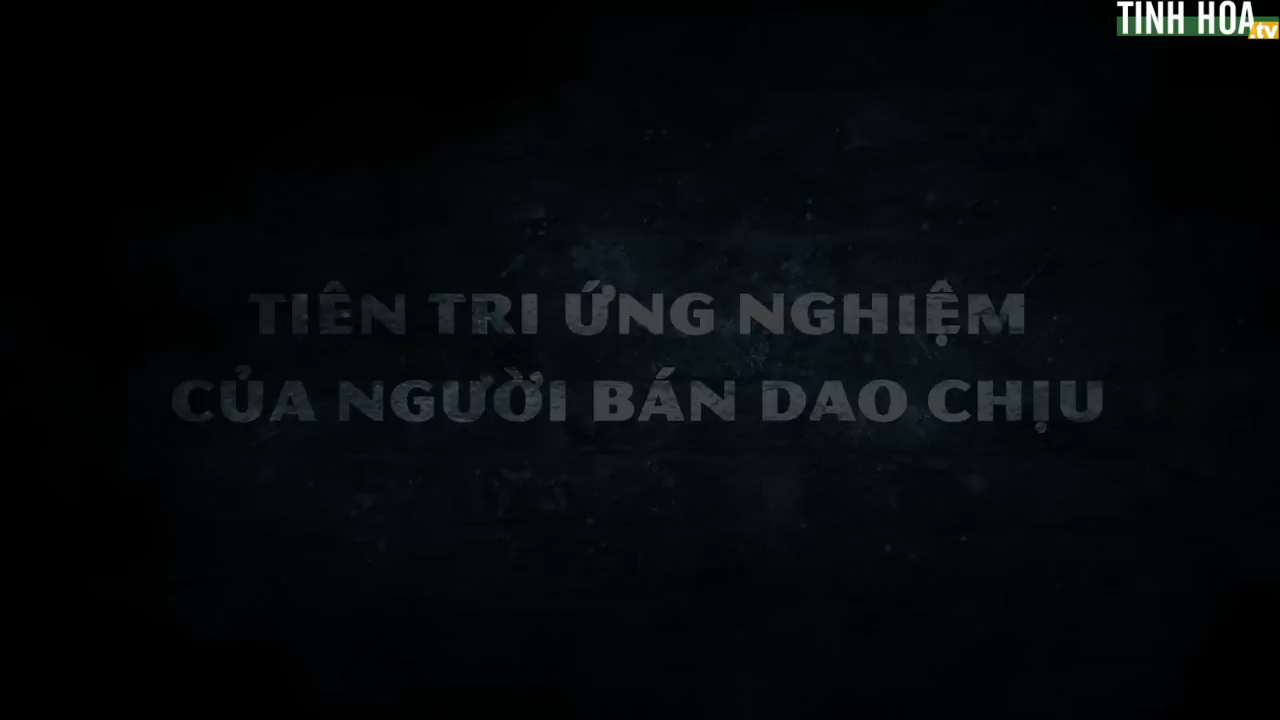 TINH HOA
.tv
TIÊN TRI ỨNG NGHIỆM
CỦA NGƯỜI BÁN DAO CHỊU